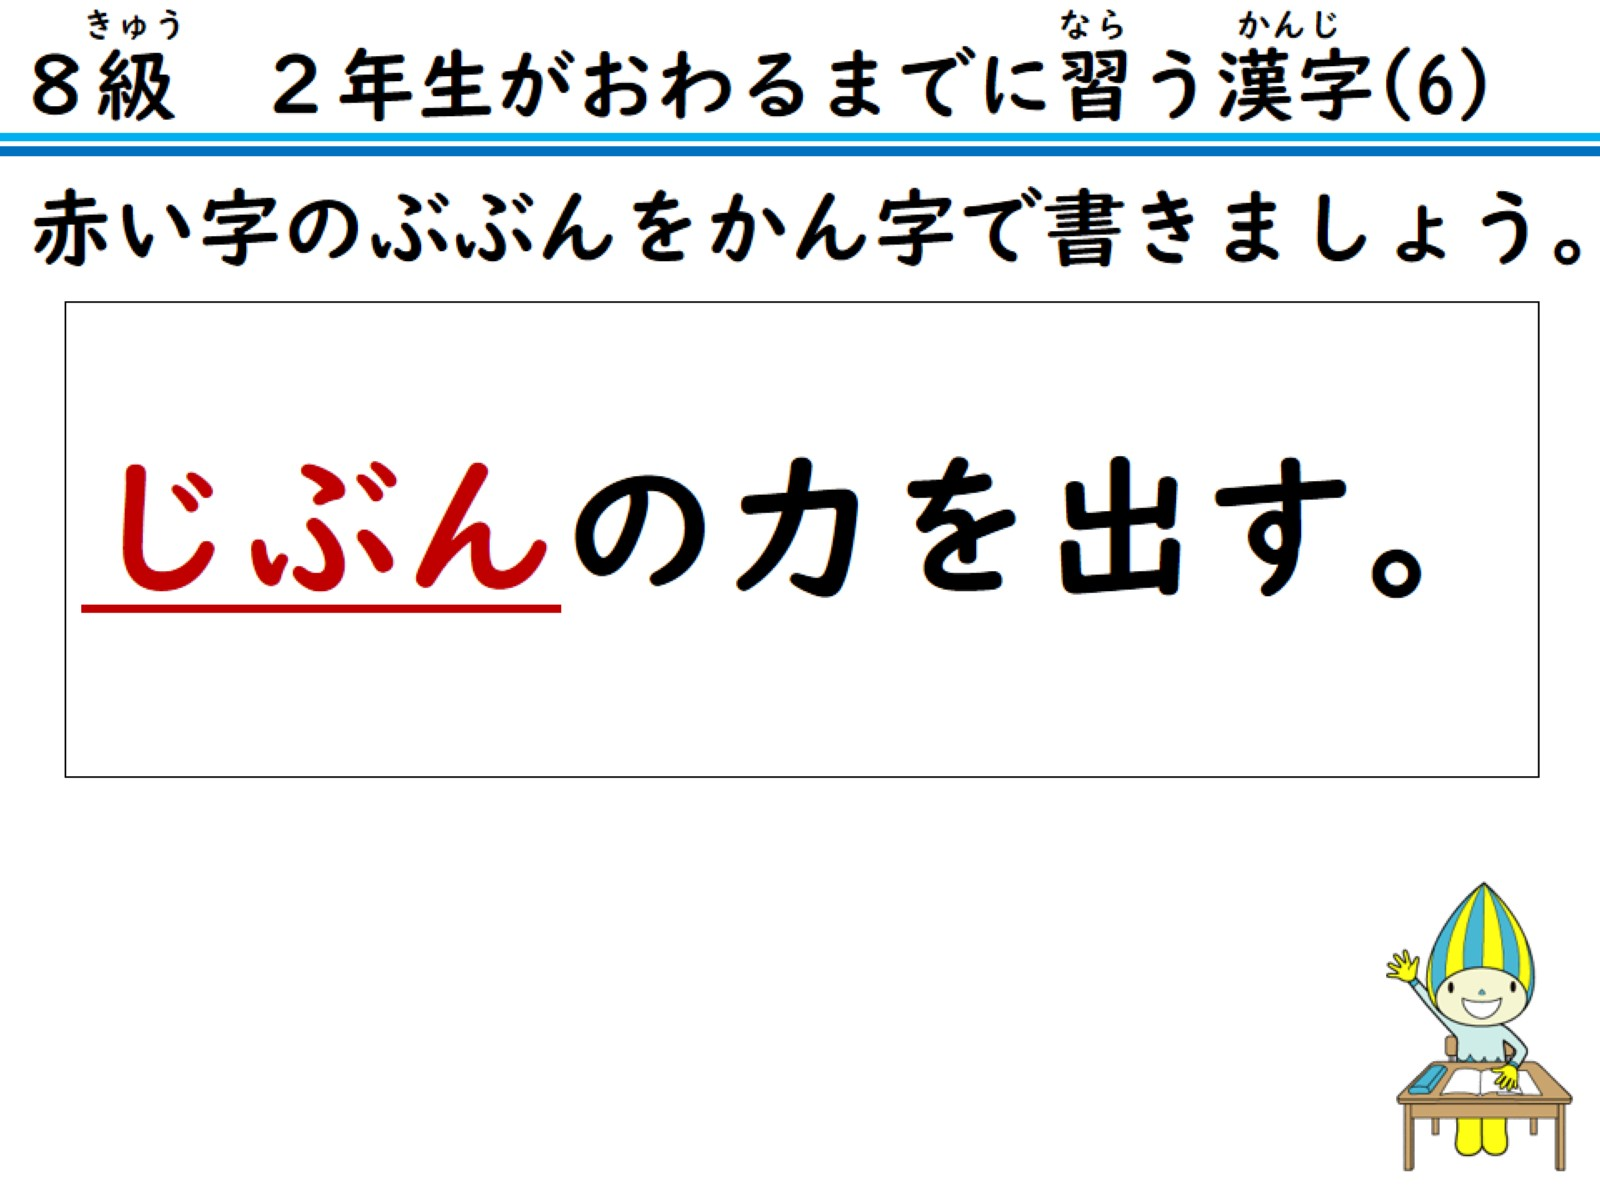 きゅう なら かんじ
８級　２年生がおわるまでに習う漢字(6)
赤い字のぶぶんをかん字で書きましょう。
じぶんの力を出す。